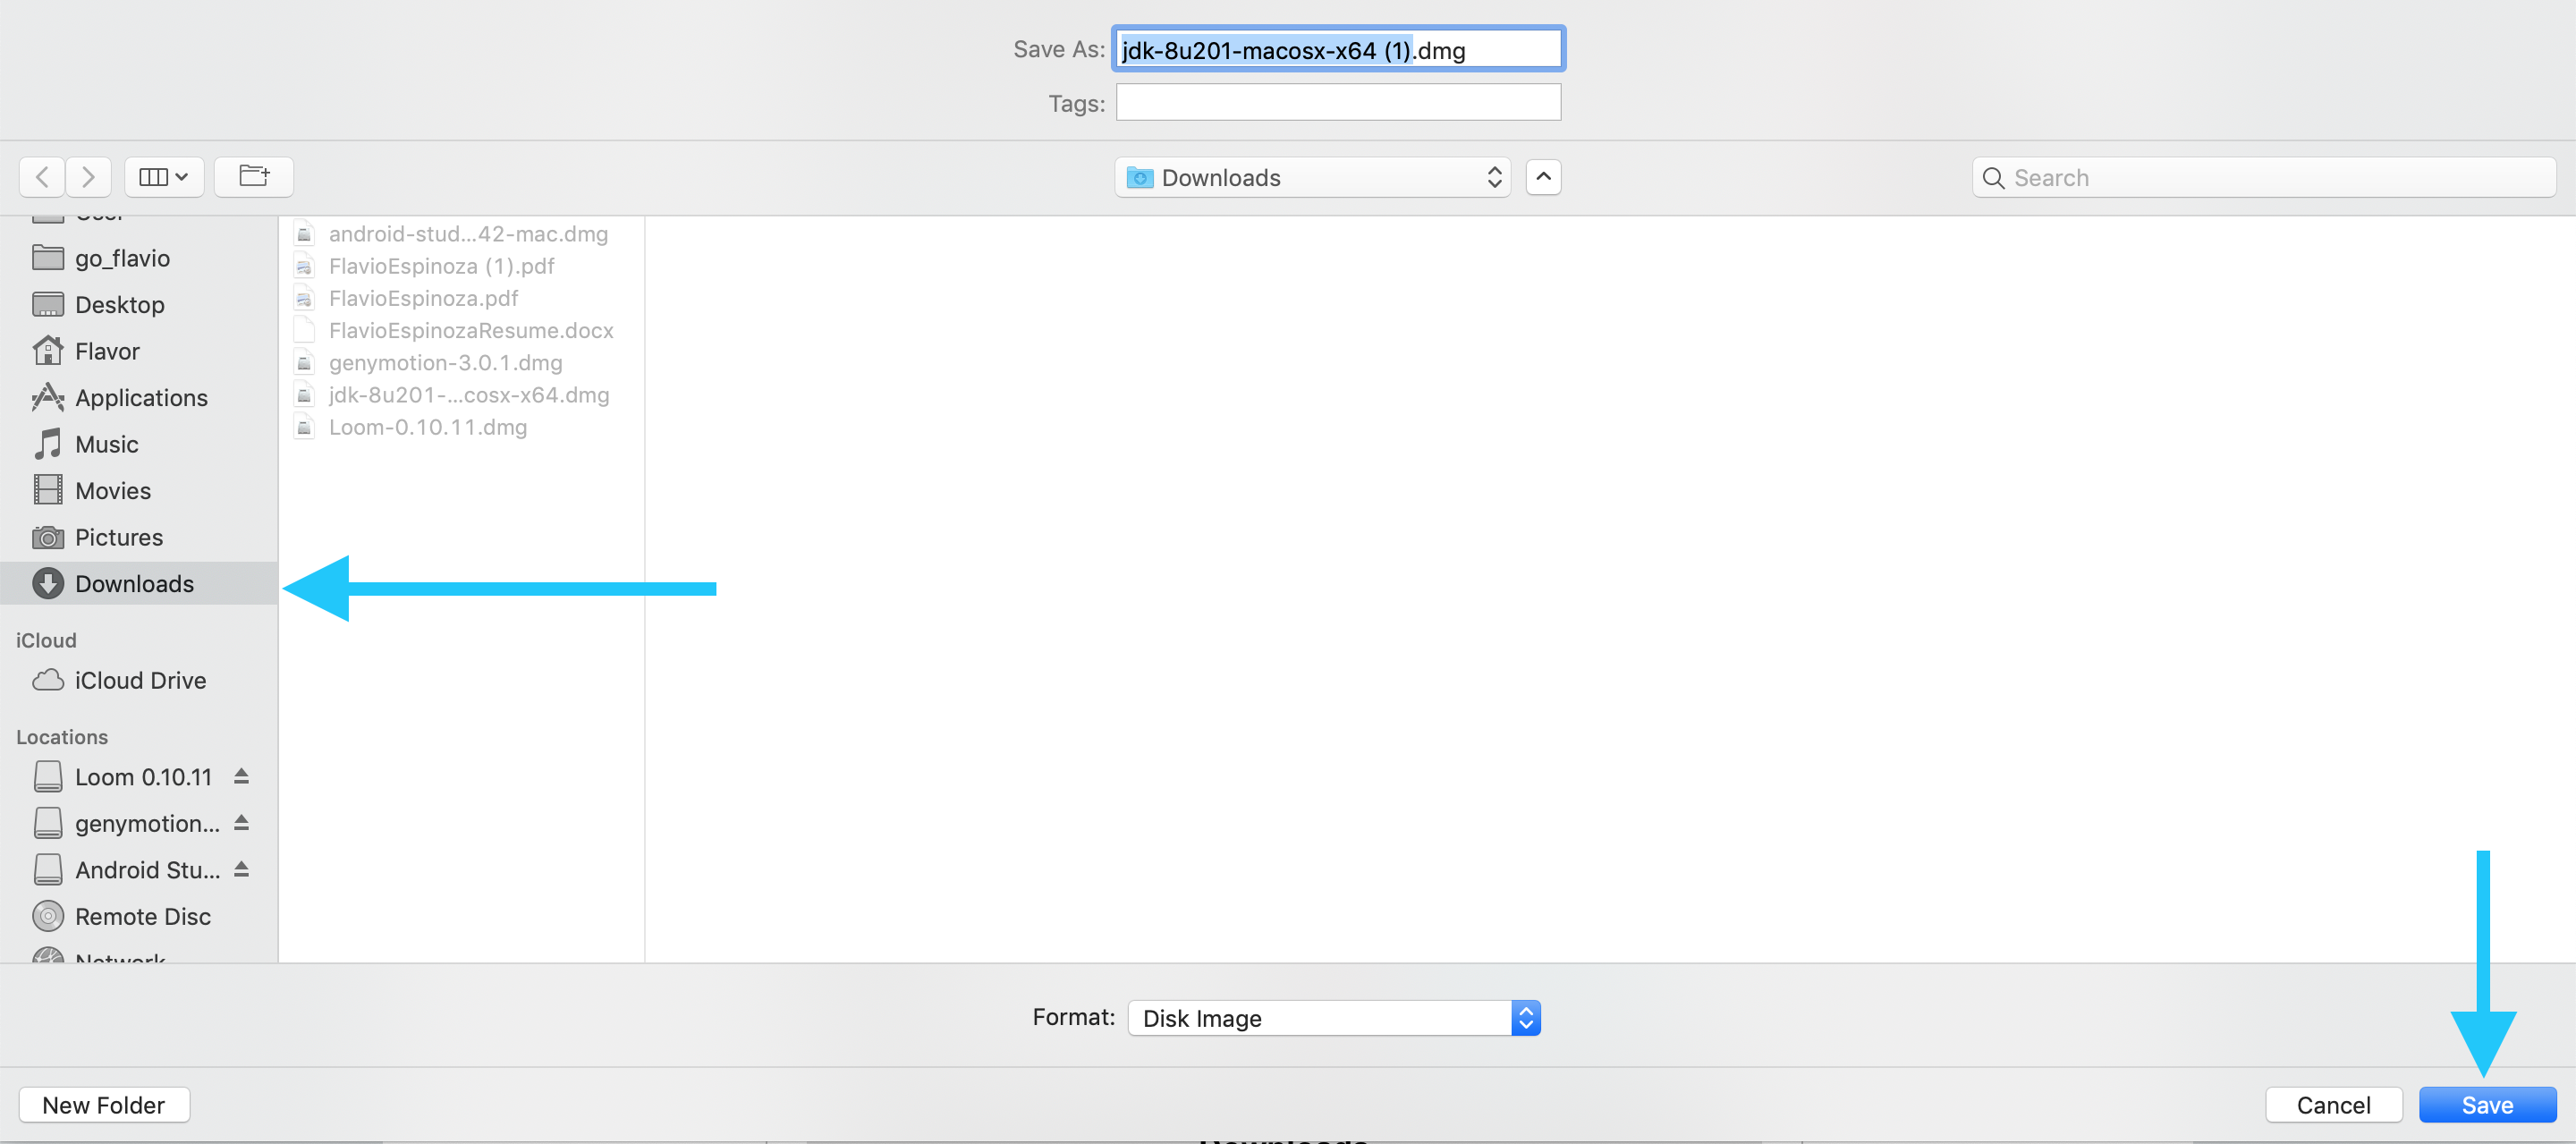 Save As: jdk-8u201-macosx-x64 (1).dmg
Tags:
Downloads
Search
User
go_flavio
Desktop
Flavor
Applications
Music
Movies
Pictures
Downloads
iCloud
iCloud Drive
Locations
Loom 0.10.11
genymotion...
Android Stu...
Remote Disc
Network
android-stud...42-mac.dmg
FlavioEspinoza (1).pdf
FlavioEspinoza.pdf
FlavioEspinozaResume.docx
genymotion-3.0.1.dmg
jdk-8u201-...cosx-x64.dmg
Loom-0.10.11.dmg
Format: Disk Image
New Folder
Cancel
Save
Downloads